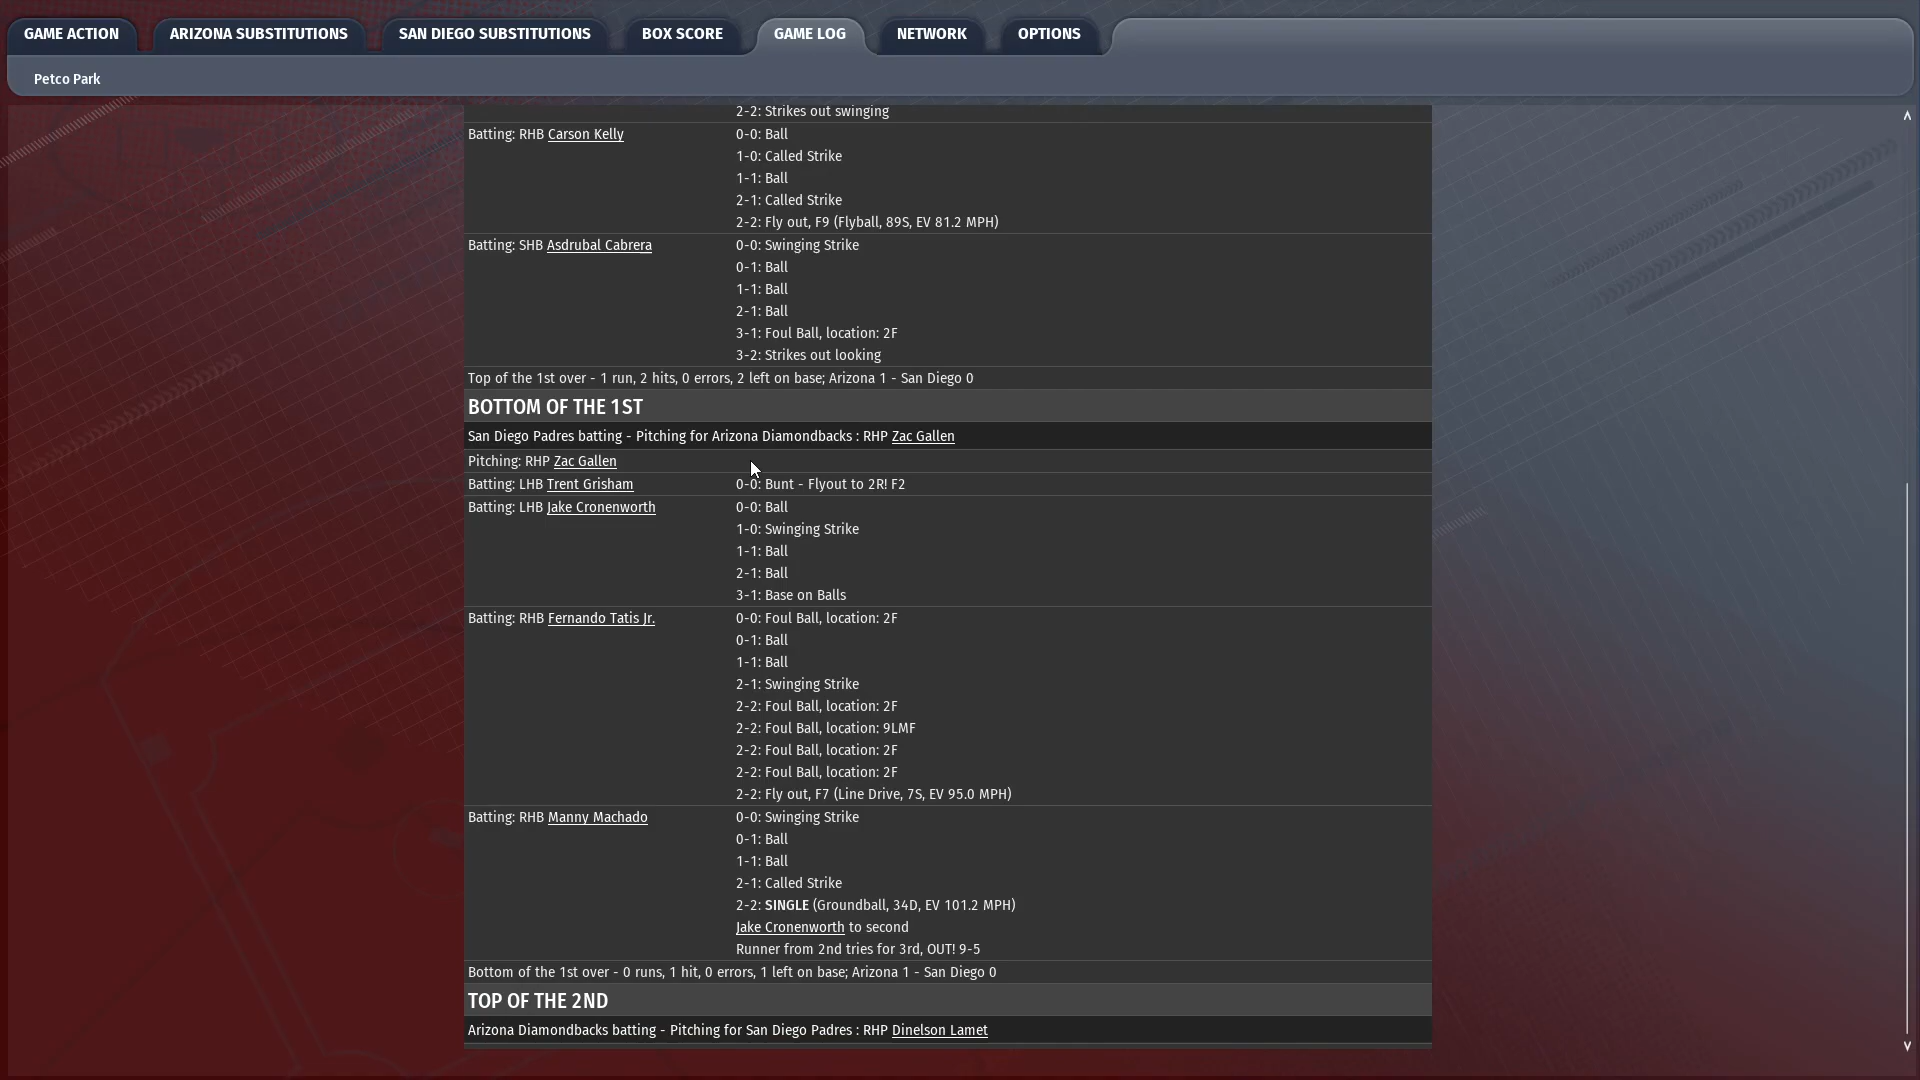 GAME ACTION
ARIZONA SUBSTITUTIONS
SAN DIEGO SUBSTITUTIONS
BOX SCORE
GAME LOG
NETWORK
OPTIONS
Petco Park
2-2: Strikes out swinging
Batting: RHB Carson Kelly 0-0: Ball
1-0: Called Strike
1-1: Ball
2-1: Called Strike
2-2: Fly out, F9 (Flyball, 89S, EV 81.2 MPH)
Batting: SHB Asdrubal Cabrera 0-0: Swinging Strike
0-1: Ball
1-1: Ball
2-1: Ball
3-1: Foul Ball, location: 2F
3-2: Strikes out looking
Top of the 1st over - 1 run, 2 hits, 0 errors, 2 left on base; Arizona 1 - San Diego 0
BOTTOM OF THE 1ST
San Diego Padres batting - Pitching for Arizona Diamondbacks : RHP Zac Gallen
Pitching: RHP Zac Gallen
Batting: LHB Trent Grisham 0-0: Bunt - Flyout to 2R! F2
Batting: LHB Jake Cronenworth 0-0: Ball
1-0: Swinging Strike
1-1: Ball
2-1: Ball
3-1: Base on Balls
Batting: RHB Fernando Tatis Jr. 0-0: Foul Ball, location: 2F
0-1: Ball
1-1: Ball
2-1: Swinging Strike
2-2: Foul Ball, location: 2F
2-2: Foul Ball, location: 9LMF
2-2: Foul Ball, location: 2F
2-2: Foul Ball, location: 2F
2-2: Fly out, F7 (Line Drive, 7S, EV 95.0 MPH)
Batting: RHB Manny Machado 0-0: Swinging Strike
0-1: Ball
1-1: Ball
2-1: Called Strike
2-2: SINGLE (Groundball, 34D, EV 101.2 MPH)
Jake Cronenworth to second
Runner from 2nd tries for 3rd, OUT! 9-5
Bottom of the 1st over - 0 runs, 1 hit, 0 errors, 1 left on base; Arizona 1 - San Diego 0
TOP OF THE 2ND
Arizona Diamondbacks batting - Pitching for San Diego Padres : RHP Dinelson Lamet